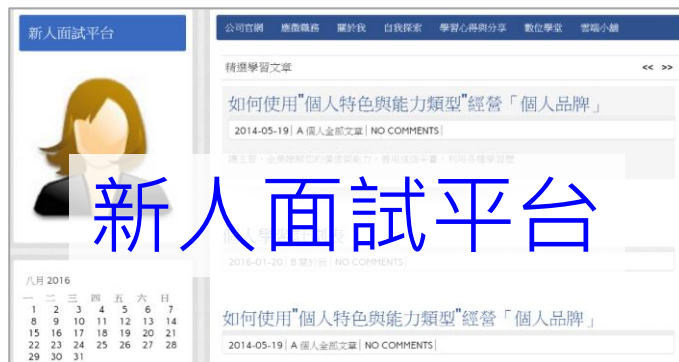 新人面試平台
公司官網 應徵職務 關於我 自我探索 學習心得與分享 數位學堂 雲端小舖
精選學習文章 << >>
如何使用"個人特色與能力類型"經營「個人品牌」
2014-05-19| A 個人全部文章| NO COMMENTS|
新人面試平台
2016-01-20| B 關於我| NO COMMENTS|
八月 2016
一 二 三 四 五 六 日
1 2 3 4 5 6 7
8 9 10 11 12 13 14
15 16 17 18 19 20 21
22 23 24 25 26 27 28
29 30 31
如何使用"個人特色與能力類型"經營「個人品牌」
2014-05-19| A 個人全部文章| NO COMMENTS|